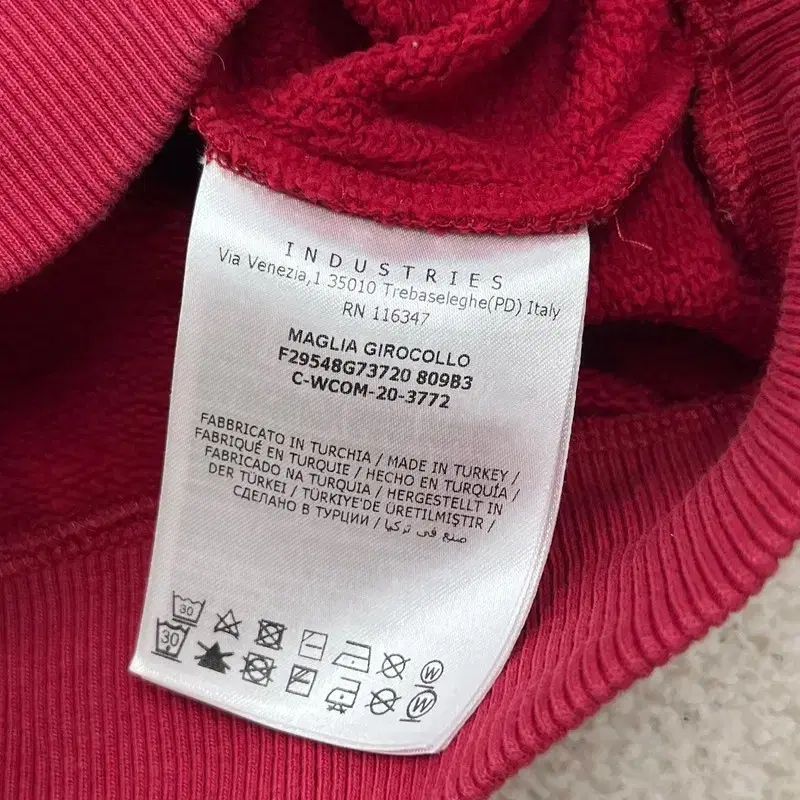 INDUSTRIES
Via Venezia,1 35010 Trebaseleghe(PD) Italy
RN 116347
MAGLIA GIROCOLLO
F29548G73720 809B3
C-WCOM-20-3772
FABBRICATO IN TURCHIA / MADE IN TURKEY /
FABRIQUÉ EN TURQUIE / HECHO EN TURQUÍA /
FABRICADO NA TURQUIA / HERGESTELLT IN
DER TÜRKEI / TÜRKIYE'DE ÜRETILMIŞTIR /
СДЕЛАНО В ТУРЦИИ / صنع في تركيا
30
W
30
W